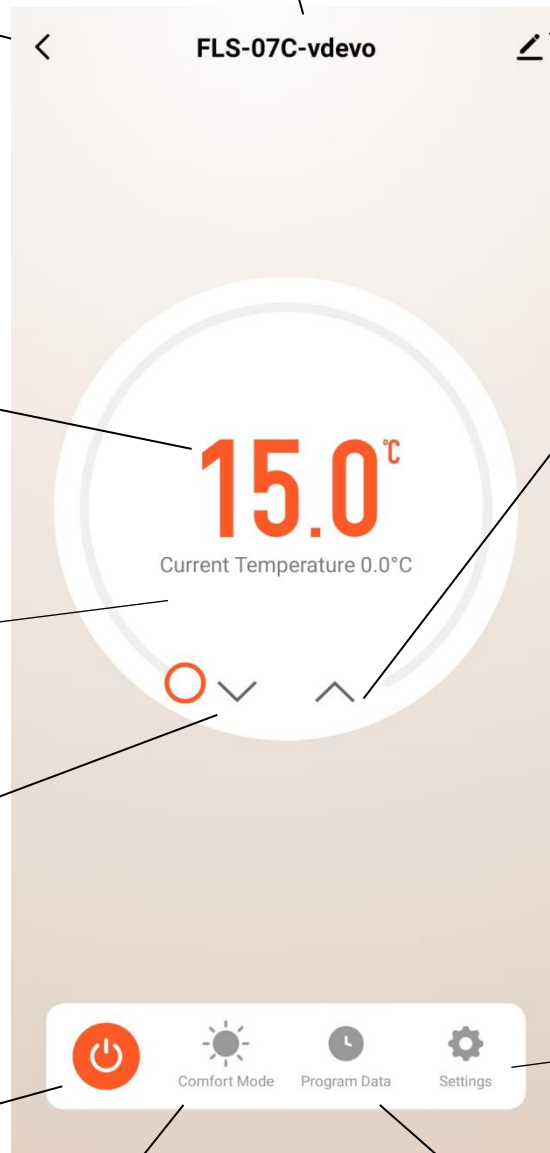 FLS-07C-vdevo
15.0°C
Current Temperature 0.0°C
Comfort Mode Program Data Settings